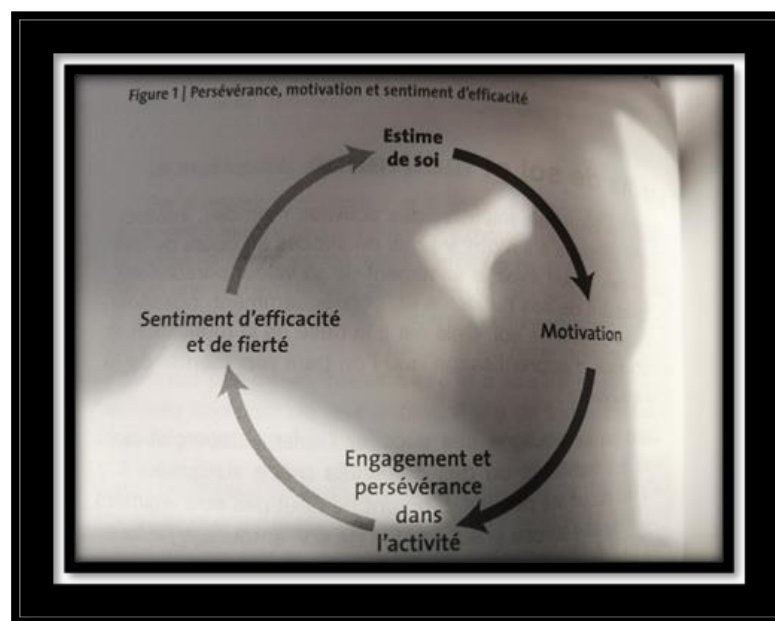 Figure 1 | Persévérance, motivation et sentiment d'efficacité
Estime
de soi
Motivation
Engagement et
persévérance
dans
l'activité
Sentiment d'efficacité
et de fierté